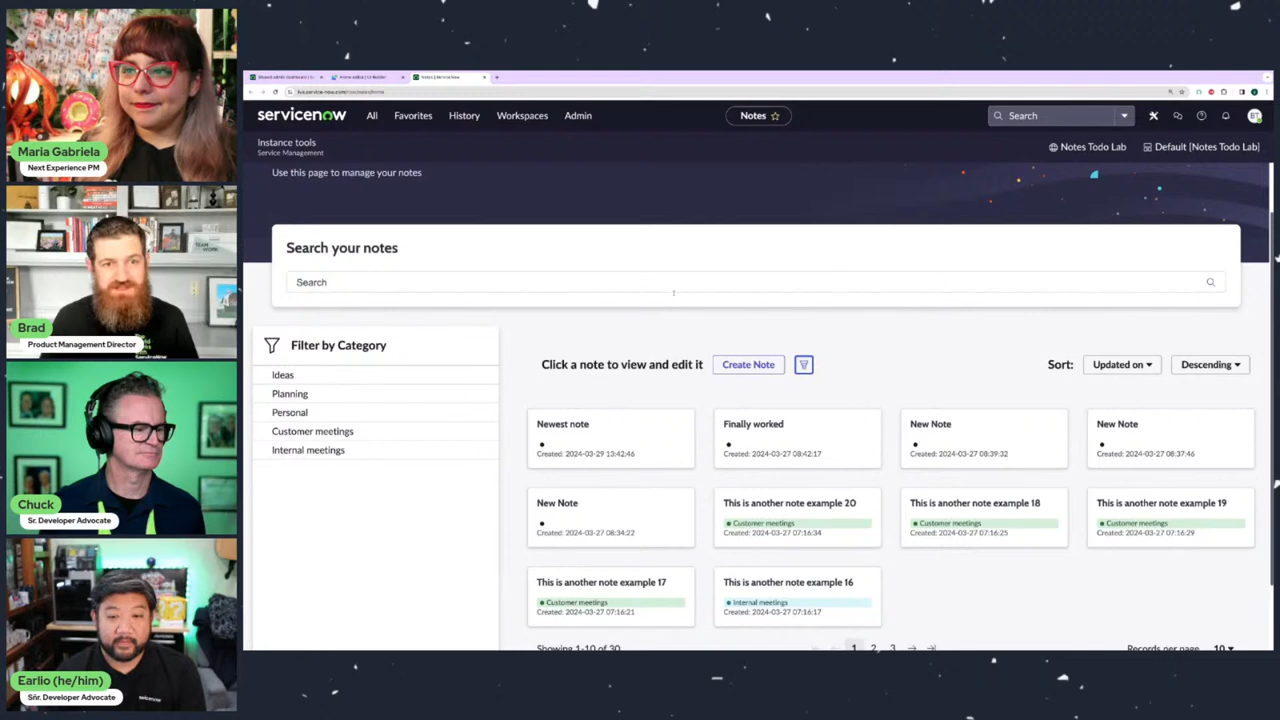 Maria Gabriela
Next Experience PM
Brad
Product Management Director
Chuck
Sr. Developer Advocate
Earlio (he/him)
Sr. Developer Advocate
TEAM
servicenow
Notes | ServiceNow
servicenow
All
Favorites
History
Workspaces
Admin
Notes
Search
BT
Instance tools
Service Management
Notes Todo Lab
Default [Notes Todo Lab]
Use this page to manage your notes
Search your notes
Search
Filter by Category
Ideas
Planning
Personal
Customer meetings
Internal meetings
Click a note to view and edit it
Create Note
Sort:
Updated on
Descending
Newest note
Created: 2024-03-29 13:42:46
Finally worked
Created: 2024-03-27 08:42:17
New Note
Created: 2024-03-27 08:39:32
New Note
Created: 2024-03-27 08:37:46
New Note
Created: 2024-03-27 08:34:22
This is another note example 20
Customer meetings
Created: 2024-03-27 07:16:34
This is another note example 18
Customer meetings
Created: 2024-03-27 07:16:25
This is another note example 19
Customer meetings
Created: 2024-03-27 07:16:29
This is another note example 17
Customer meetings
Created: 2024-03-27 07:16:21
This is another note example 16
Internal meetings
Created: 2024-03-27 07:16:17
Showing 1-10 of 30
1 2 3
Records per page
10